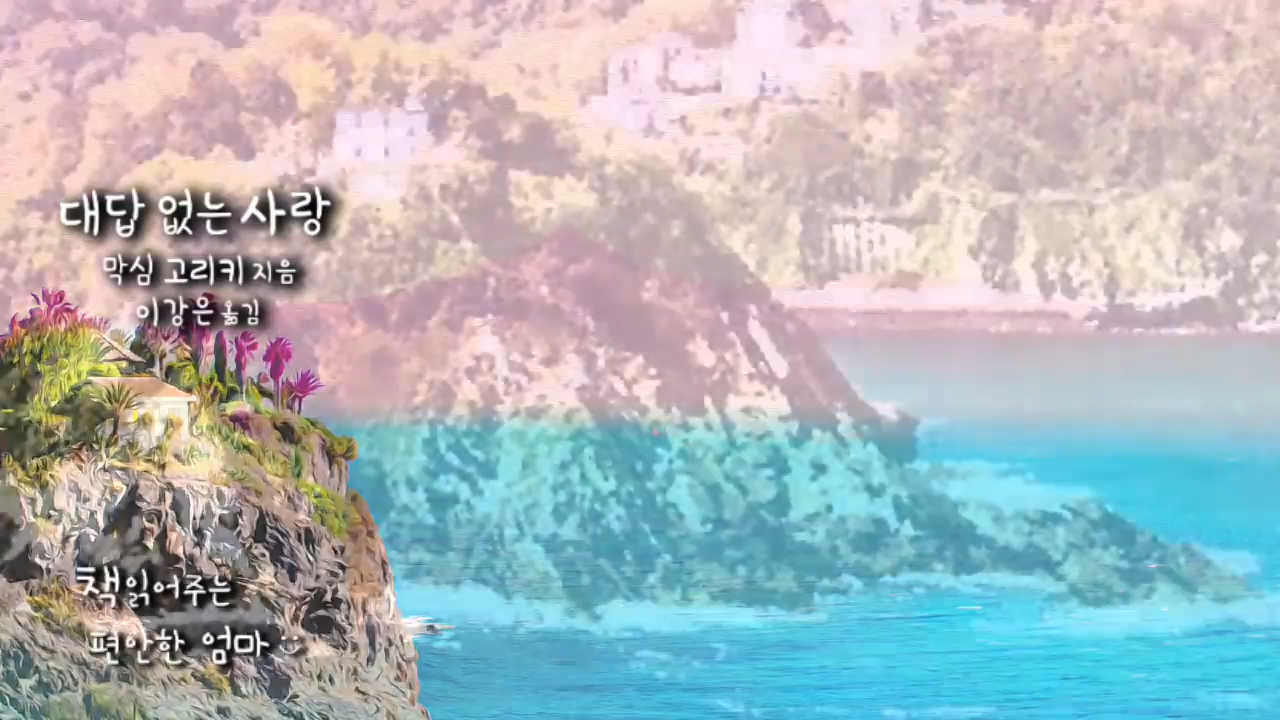 대답 없는 사랑
막심 고리키 지음
이강은 옮김
책읽어주는
편안한 엄마